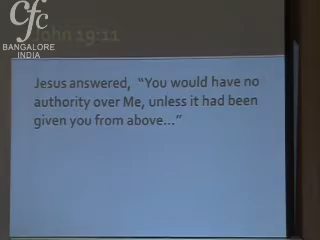 cfc
BANGALORE
INDIA
John 19:11
Jesus answered, “You would have no
authority over Me, unless it had been
given you from above...”